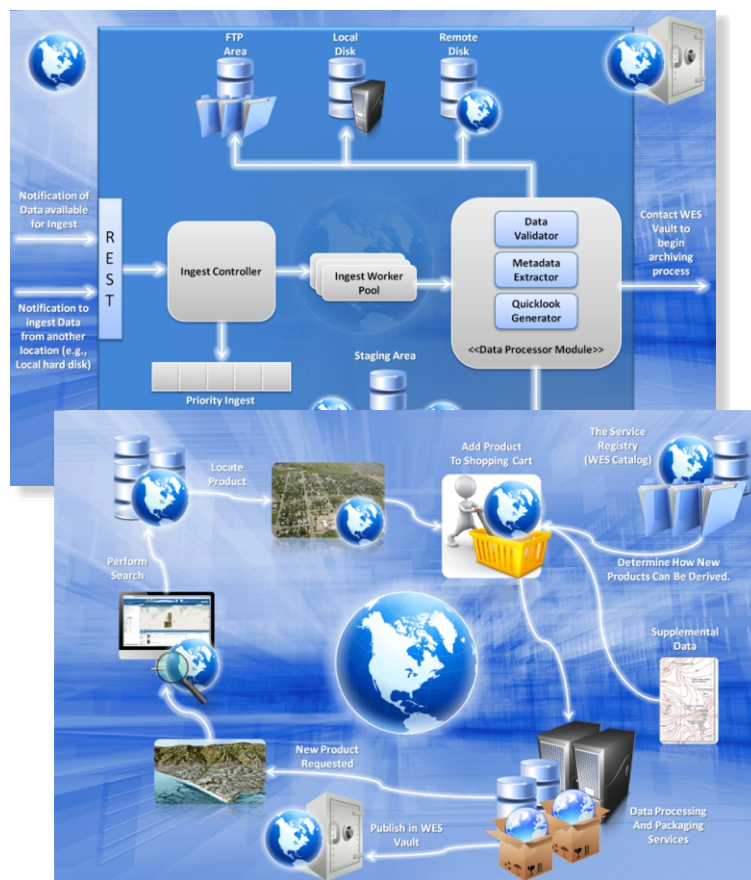 FTP
Area
Local
Disk
Remote
Disk
Notification of
Data available
for Ingest
R
E
S
T
Ingest Controller
Ingest Worker
Pool
Data
Validator
Metadata
Extractor
Quicklook
Generator
<<Data Processor Module>>
Contact WES
Vault to
begin
archiving
process
Notification to
ingest Data
from another
location (e.g.,
Local hard disk)
Priority Ingest
Staging Area
Locate
Product
Add Product
To Shopping Cart
The Service
Registry
(WES Catalog)
Determine How New
Products Can Be Derived.
Perform
Search
Supplemental
Data
New Product
Requested
Publish in WES
Vault
Data Processing
And Packaging
Services